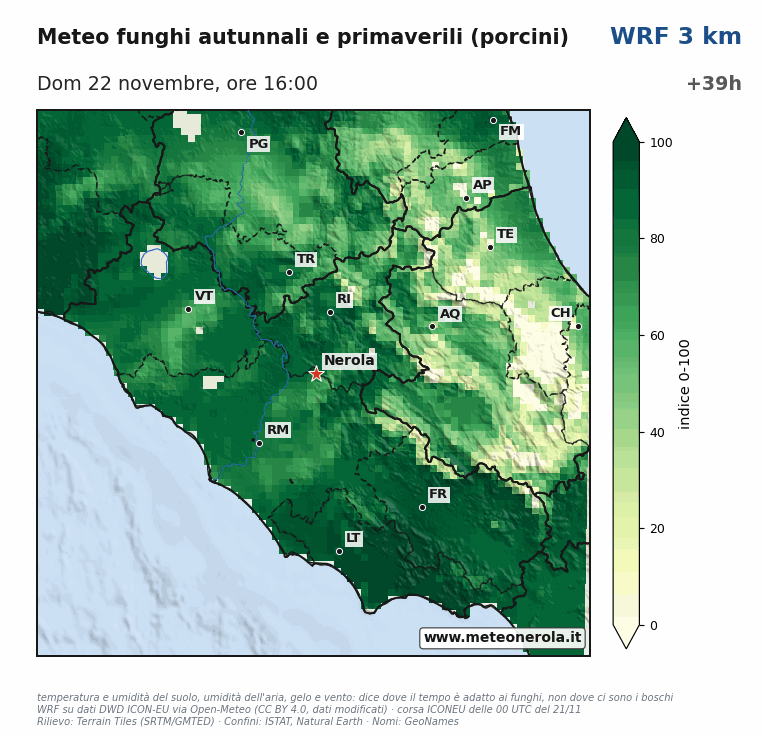 Meteo funghi autunnali e primaverili (porcini)
WRF 3 km
Dom 22 novembre, ore 16:00
+39h
PG
FM
AP
TE
TR
VT
RI
AQ
CH
Nerola
RM
FR
LT
www.meteonerola.it
100
80
60
40
20
0
indice 0-100
temperatura e umidità del suolo, umidità dell'aria, gelo e vento: dice dove il tempo è adatto ai funghi, non dove ci sono i boschi
WRF su dati DWD ICON-EU via Open-Meteo (CC BY 4.0, dati modificati) · corsa ICONEU delle 00 UTC del 21/11
Rilievo: Terrain Tiles (SRTM/GMTED) · Confini: ISTAT, Natural Earth · Nomi: GeoNames